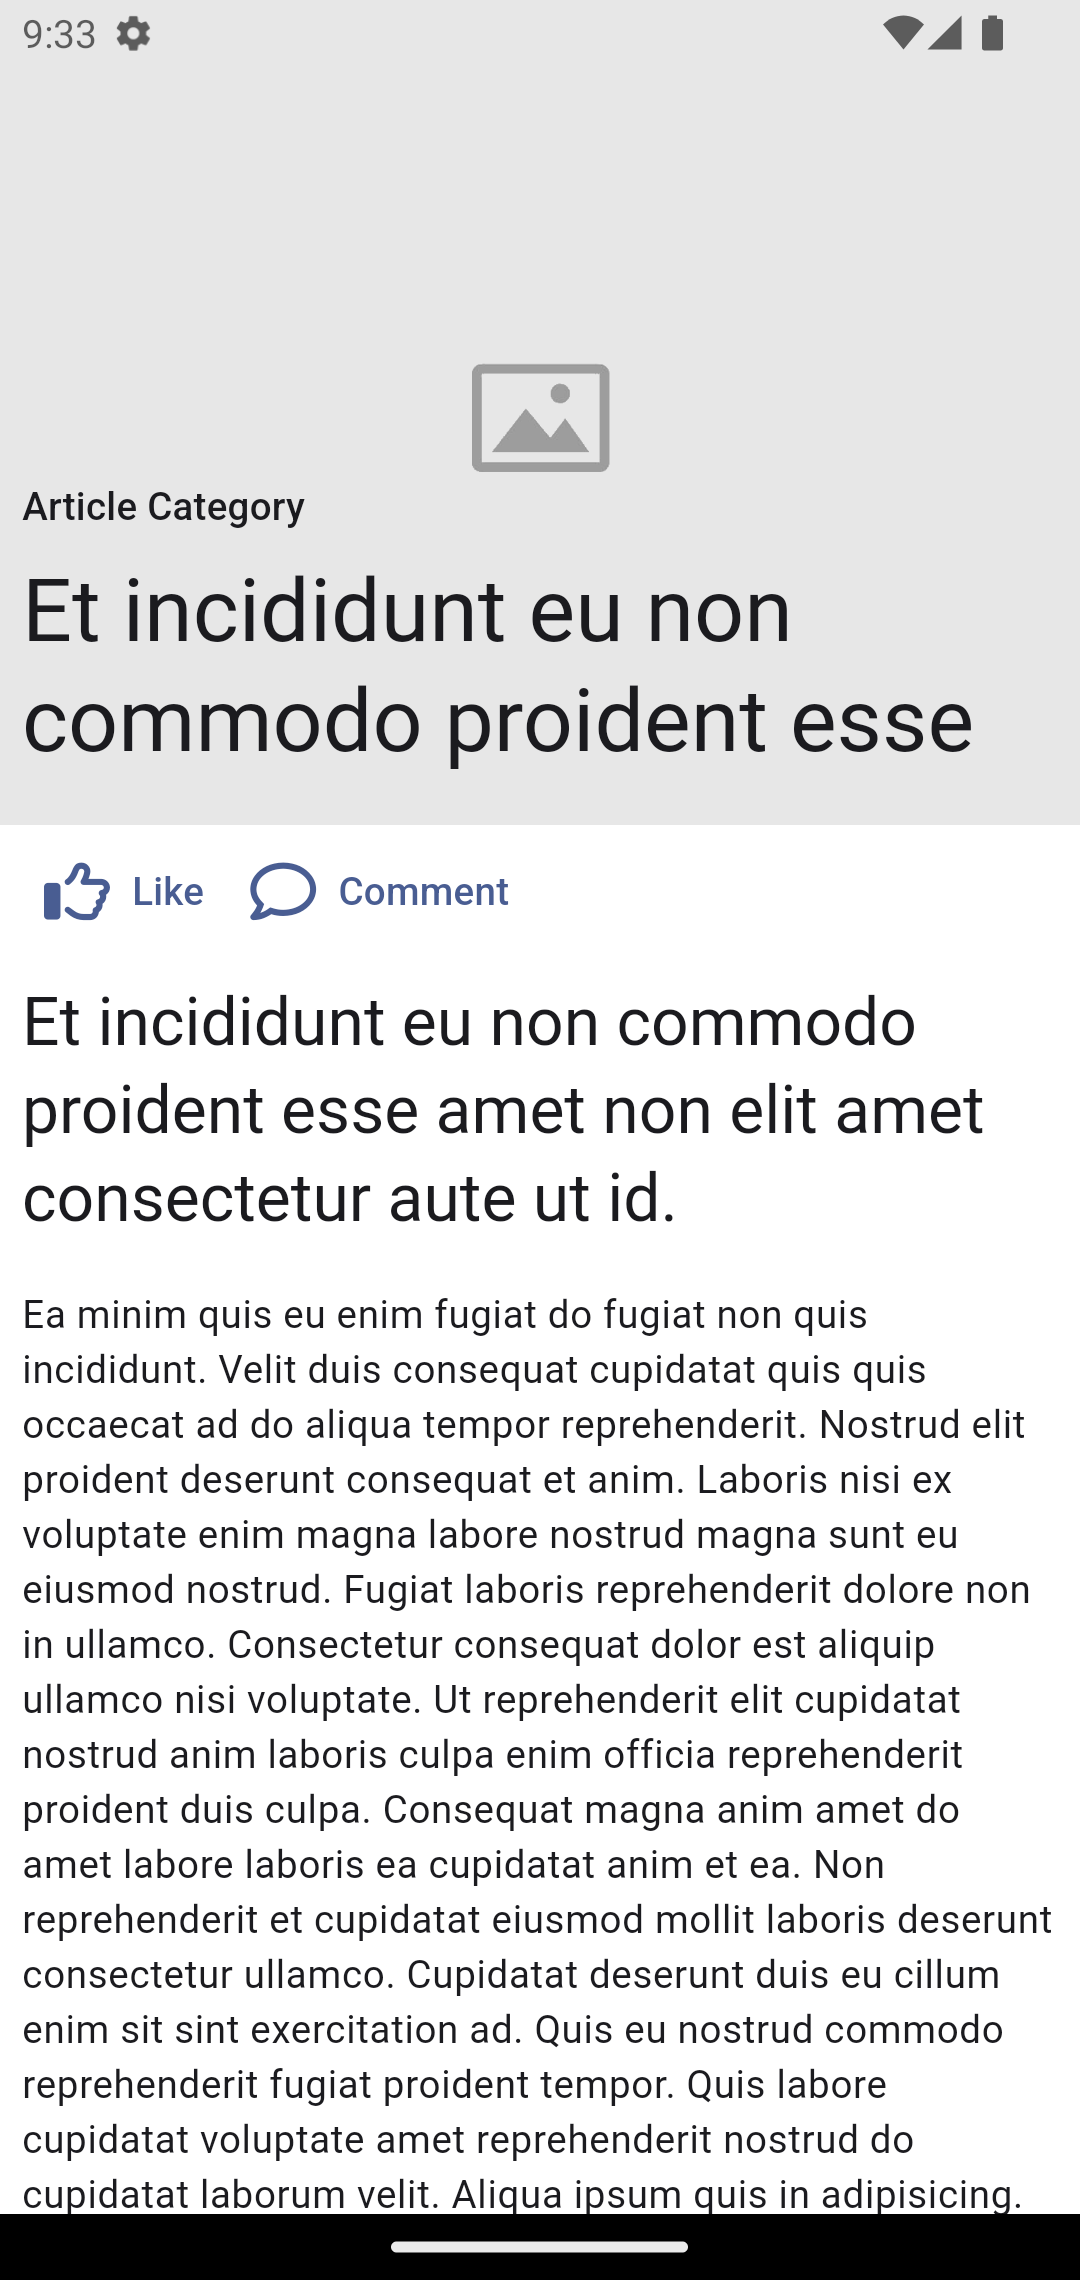 9:33
Article Category
Et incididunt eu non
commodo proident esse
Like
Comment
Et incididunt eu non commodo
proident esse amet non elit amet
consectetur aute ut id.
Ea minim quis eu enim fugiat do fugiat non quis
incididunt. Velit duis consequat cupidatat quis quis
occaecat ad do aliqua tempor reprehenderit. Nostrud elit
proident deserunt consequat et anim. Laboris nisi ex
voluptate enim magna labore nostrud magna sunt eu
eiusmod nostrud. Fugiat laboris reprehenderit dolore non
in ullamco. Consectetur consequat dolor est aliquip
ullamco nisi voluptate. Ut reprehenderit elit cupidatat
nostrud anim laboris culpa enim officia reprehenderit
proident duis culpa. Consequat magna anim amet do
amet labore laboris ea cupidatat anim et ea. Non
reprehenderit et cupidatat eiusmod mollit laboris deserunt
consectetur ullamco. Cupidatat deserunt duis eu cillum
enim sit sint exercitation ad. Quis eu nostrud commodo
reprehenderit fugiat proident tempor. Quis labore
cupidatat voluptate amet reprehenderit nostrud do
cupidatat laborum velit. Aliqua ipsum quis in adipisicing.